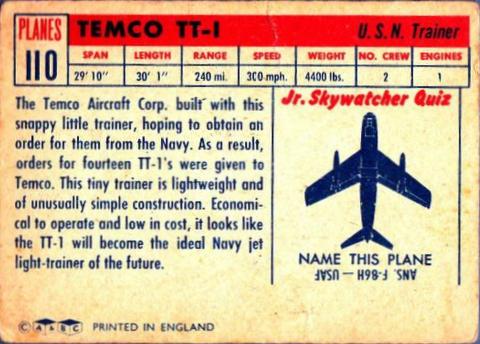 PLANES
110
TEMCO TT-1
U.S.N. Trainer
SPAN LENGTH RANGE SPEED WEIGHT NO. CREW ENGINES
29' 10" 30' 1" 240 mi. 300 mph. 4400 lbs. 2 1
The Temco Aircraft Corp. built with this
snappy little trainer, hoping to obtain an
order for them from the Navy. As a result,
orders for fourteen TT-1's were given to
Temco. This tiny trainer is lightweight and
of unusually simple construction. Economi-
cal to operate and low in cost, it looks like
the TT-1 will become the ideal Navy jet
light-trainer of the future.
Jr. Skywatcher Quiz
NAME THIS PLANE
ANS. F-86H — USAF
© A&BC PRINTED IN ENGLAND